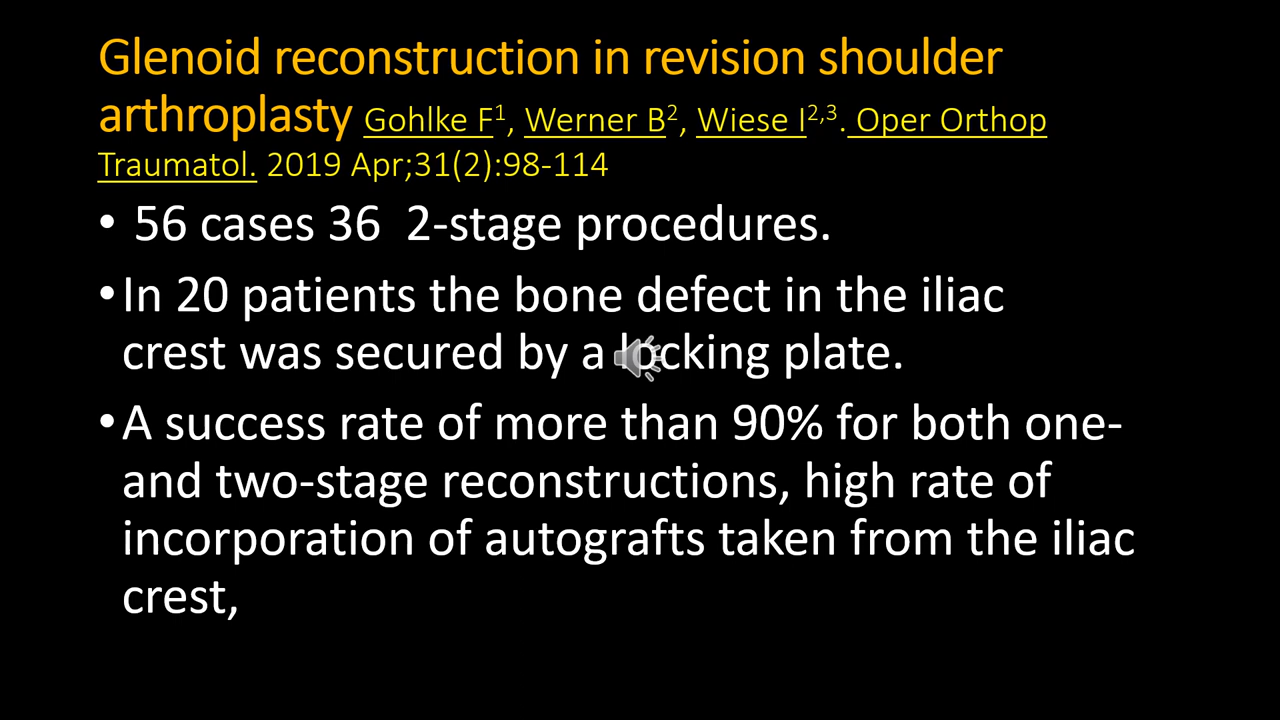 Glenoid reconstruction in revision shoulder
arthroplasty Gohlke F1, Werner B2, Wiese I2,3. Oper Orthop
Traumatol. 2019 Apr;31(2):98-114
• 56 cases 36  2-stage procedures.
• In 20 patients the bone defect in the iliac
crest was secured by a locking plate.
• A success rate of more than 90% for both one-
and two-stage reconstructions, high rate of
incorporation of autografts taken from the iliac
crest,